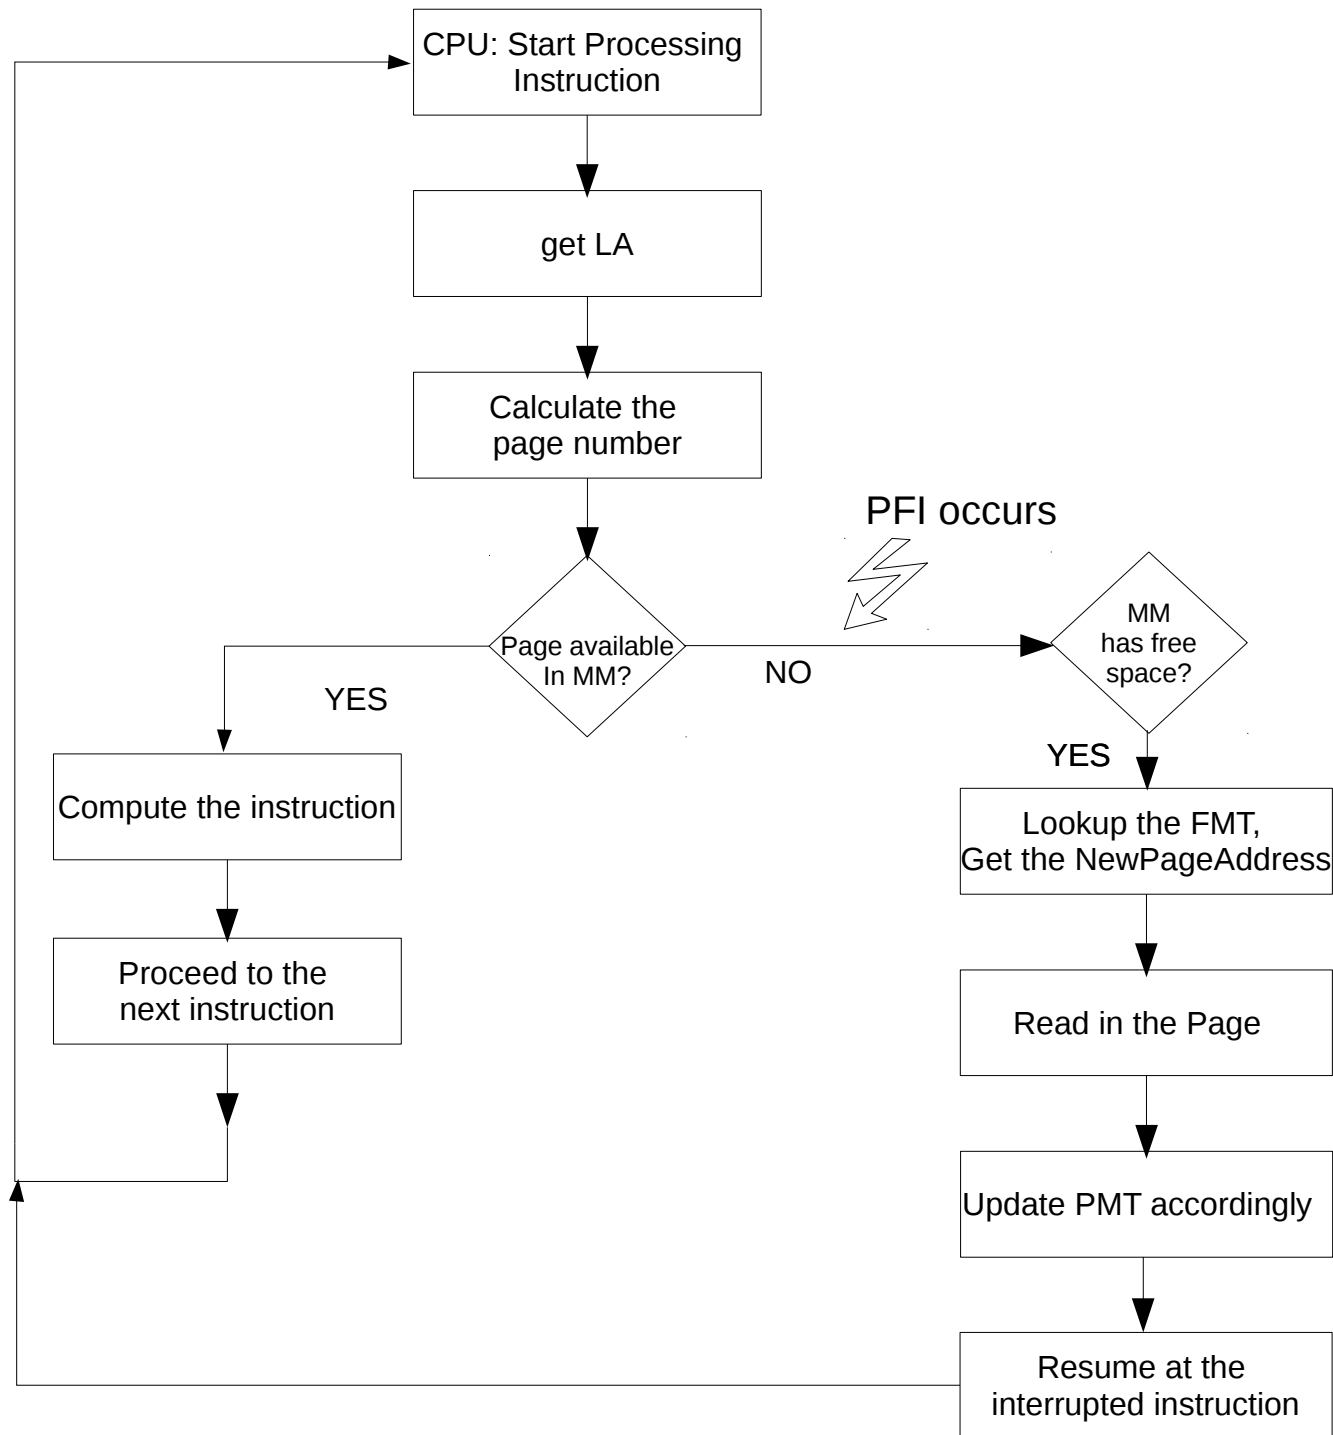 CPU: Start Processing
Instruction
get LA
Calculate the
page number
PFI occurs
Page available
In MM?
MM
has free
space?
NO
YES
YES
Compute the instruction
Lookup the FMT,
Get the NewPageAddress
Proceed to the
next instruction
Read in the Page
Update PMT accordingly
Resume at the
interrupted instruction